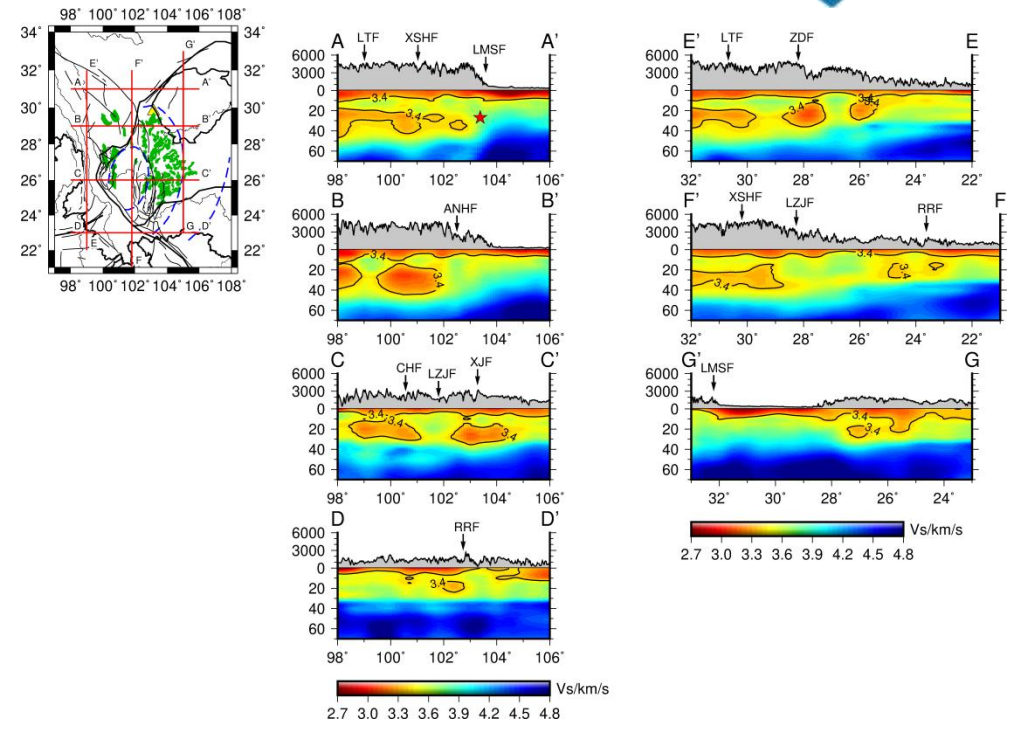 98° 100° 102° 104° 106° 108°
34° 34°
32° 32°
30° 30°
28° 28°
26° 26°
24° 24°
22° 22°
98° 100° 102° 104° 106° 108°
E' F' G'
A A'
B B'
C C'
D G D'
E
F
A A'
LTF XSHF LMSF
6000
3000
0
20
40
60
3.4
3.4
98° 100° 102° 104° 106°
B B'
ANHF
6000
3000
0
20
40
60
3.4
3.4
98° 100° 102° 104° 106°
C C'
CHF LZJF XJF
6000
3000
0
20
40
60
3.4
3.4
98° 100° 102° 104° 106°
D D'
RRF
6000
3000
0
20
40
60
3.4
98° 100° 102° 104° 106°
Vs/km/s
2.7 3.0 3.3 3.6 3.9 4.2 4.5 4.8
E' E
LTF ZDF
6000
3000
0
20
40
60
3.4
3.4
32° 30° 28° 26° 24° 22°
F' F
XSHF LZJF RRF
6000
3000
0
20
40
60
3.4
3.4
3.4
32° 30° 28° 26° 24° 22°
G' G
LMSF
6000
3000
0
20
40
60
3.4
3.4
32° 30° 28° 26° 24°
Vs/km/s
2.7 3.0 3.3 3.6 3.9 4.2 4.5 4.8